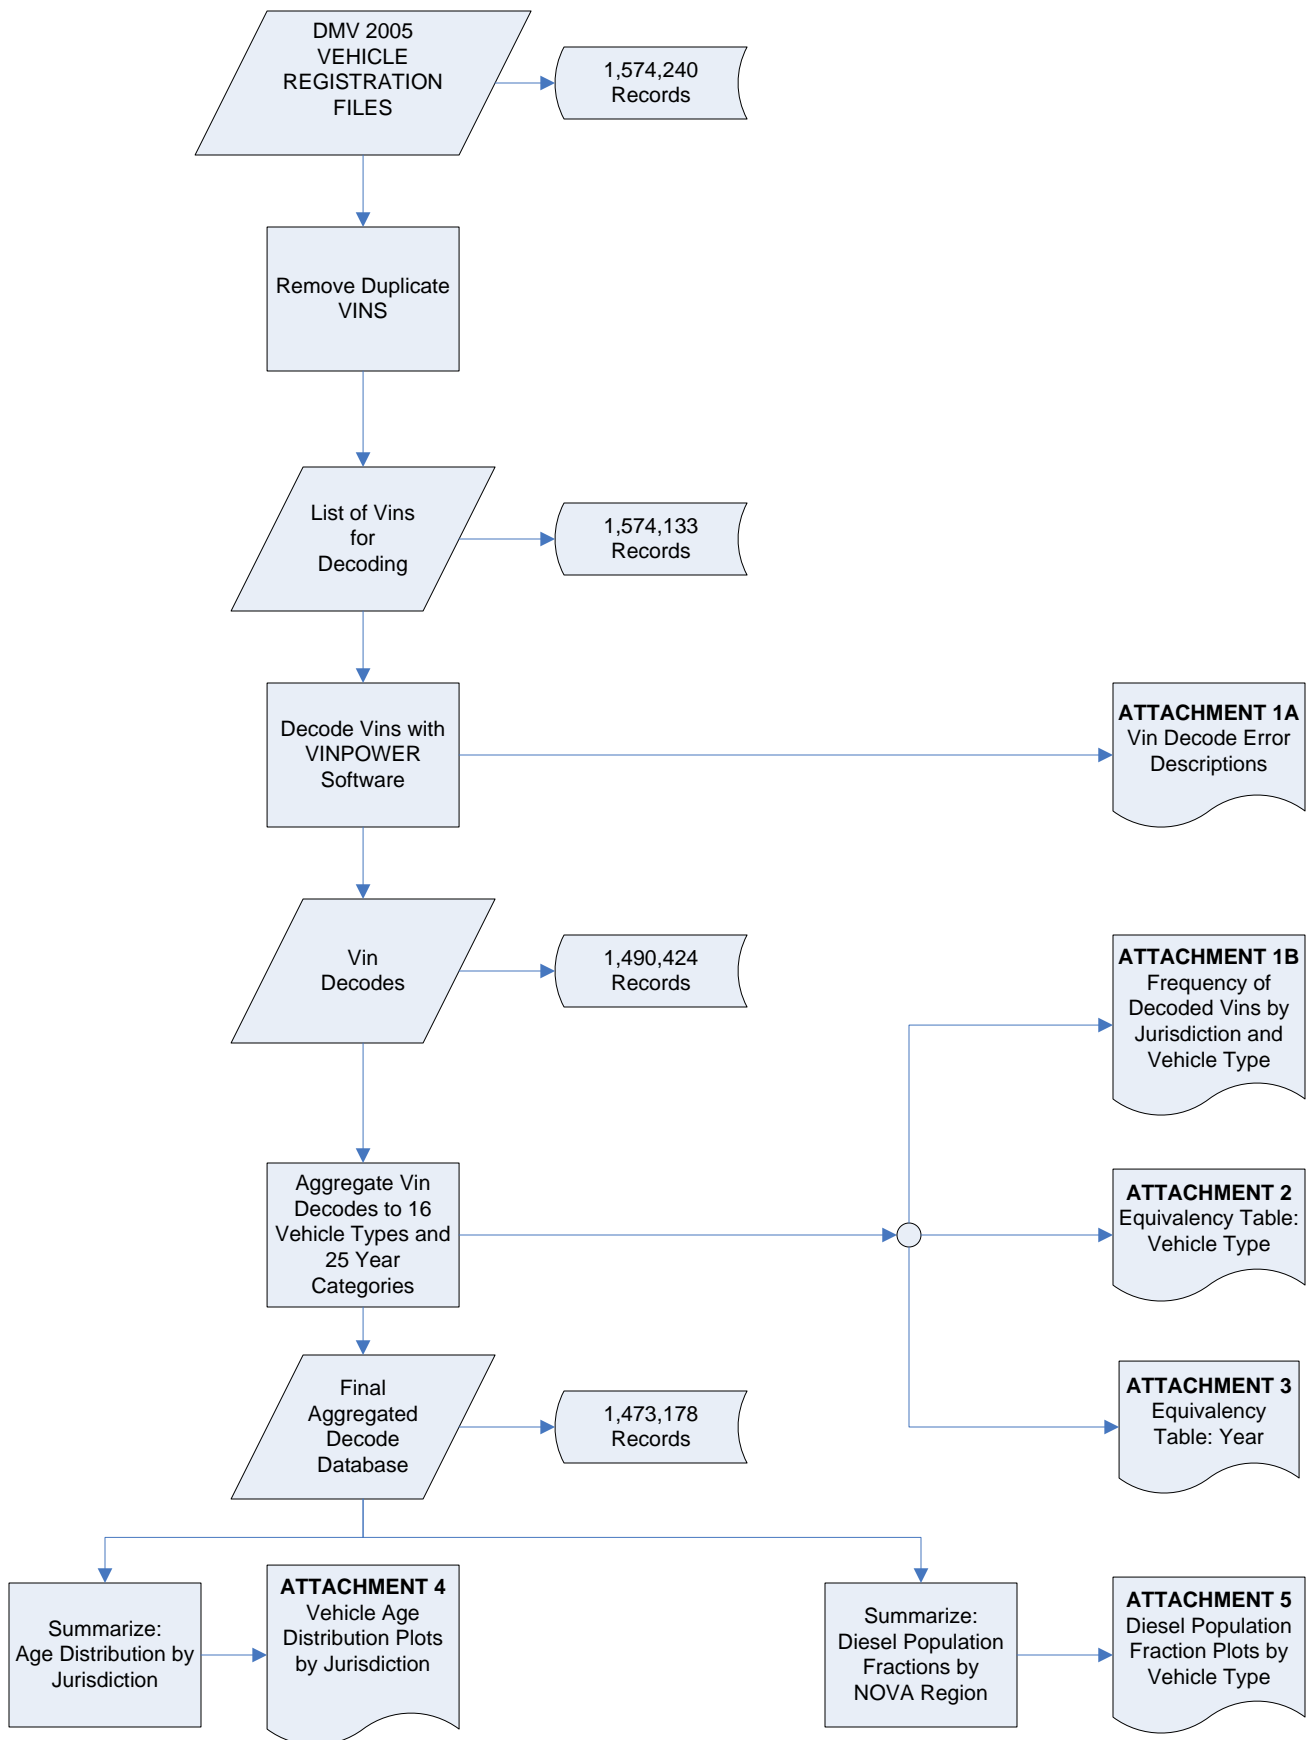 DMV 2005
VEHICLE
REGISTRATION
FILES
1,574,240
Records
Remove Duplicate
VINS
List of Vins
for
Decoding
1,574,133
Records
Decode Vins with
VINPOWER
Software
ATTACHMENT 1A
Vin Decode Error
Descriptions
Vin
Decodes
1,490,424
Records
ATTACHMENT 1B
Frequency of
Decoded Vins by
Jurisdiction and
Vehicle Type
Aggregate Vin
Decodes to 16
Vehicle Types and
25 Year
Categories
ATTACHMENT 2
Equivalency Table:
Vehicle Type
Final
Aggregated
Decode
Database
1,473,178
Records
ATTACHMENT 3
Equivalency
Table: Year
Summarize:
Age Distribution by
Jurisdiction
ATTACHMENT 4
Vehicle Age
Distribution Plots
by Jurisdiction
Summarize:
Diesel Population
Fractions by
NOVA Region
ATTACHMENT 5
Diesel Population
Fraction Plots by
Vehicle Type